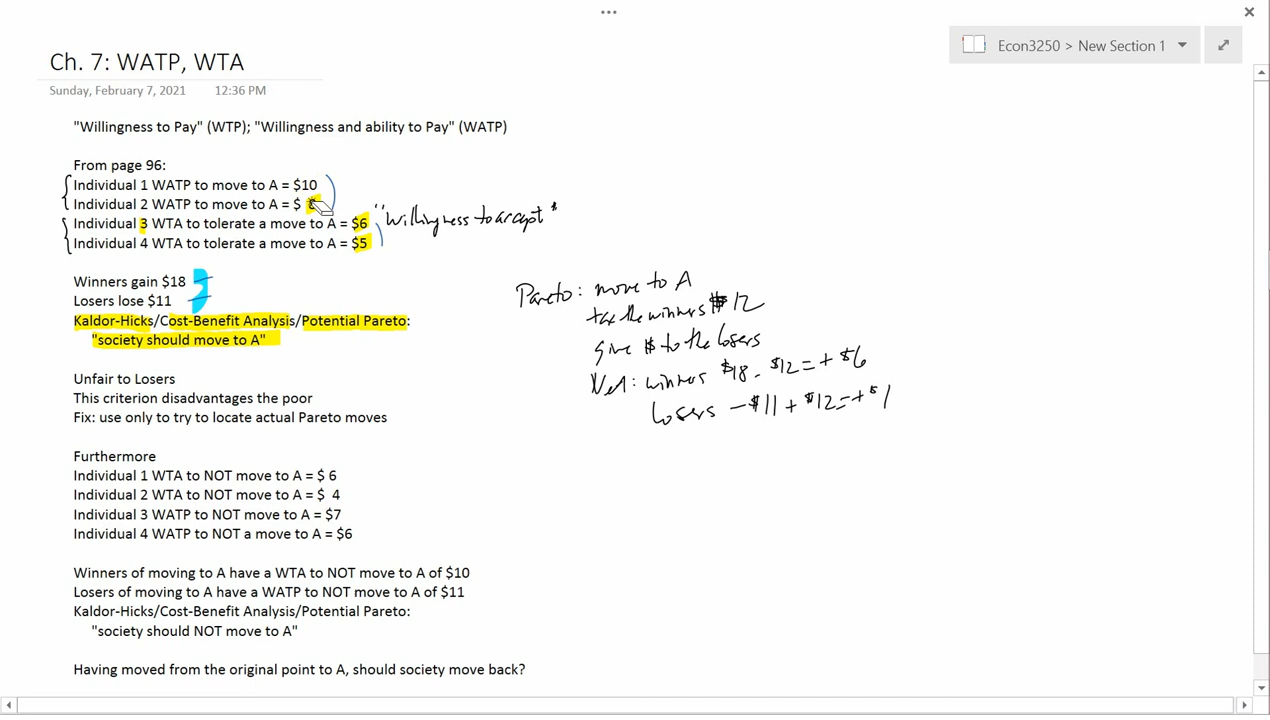 Econ3250 > New Section 1
Ch. 7: WATP, WTA
Sunday, February 7, 2021 12:36 PM
"Willingness to Pay" (WTP); "Willingness and ability to Pay" (WATP)
From page 96:
Individual 1 WATP to move to A = $10
Individual 2 WATP to move to A = $
Individual 3 WTA to tolerate a move to A = $6
"willingness to accept"
Individual 4 WTA to tolerate a move to A = $5
Winners gain $18
Losers lose $11
Kaldor-Hicks/Cost-Benefit Analysis/Potential Pareto:
"society should move to A"
Pareto: move to A
tax the winners $12
give $ to the losers
Net: winners $18 - $12 = + $6
losers - $11 + $12 = + $1
Unfair to Losers
This criterion disadvantages the poor
Fix: use only to try to locate actual Pareto moves
Furthermore
Individual 1 WTA to NOT move to A = $ 6
Individual 2 WTA to NOT move to A = $ 4
Individual 3 WATP to NOT move to A = $7
Individual 4 WATP to NOT a move to A = $6
Winners of moving to A have a WTA to NOT move to A of $10
Losers of moving to A have a WATP to NOT move to A of $11
Kaldor-Hicks/Cost-Benefit Analysis/Potential Pareto:
"society should NOT move to A"
Having moved from the original point to A, should society move back?